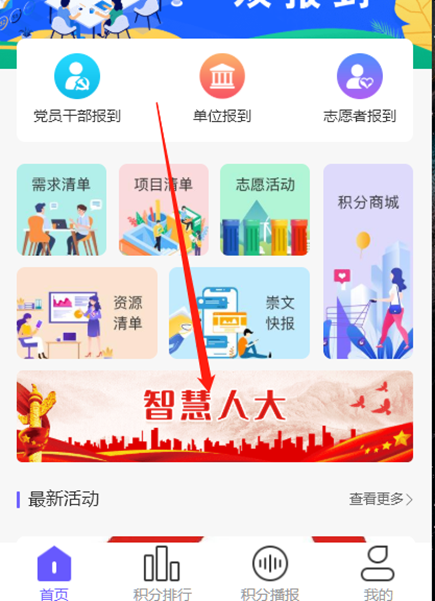 双报到
党员干部报到
单位报到
志愿者报到
需求清单
项目清单
志愿活动
积分商城
资源
清单
崇文
快报
智慧人大
最新活动
查看更多
首页
积分排行
积分播报
我的